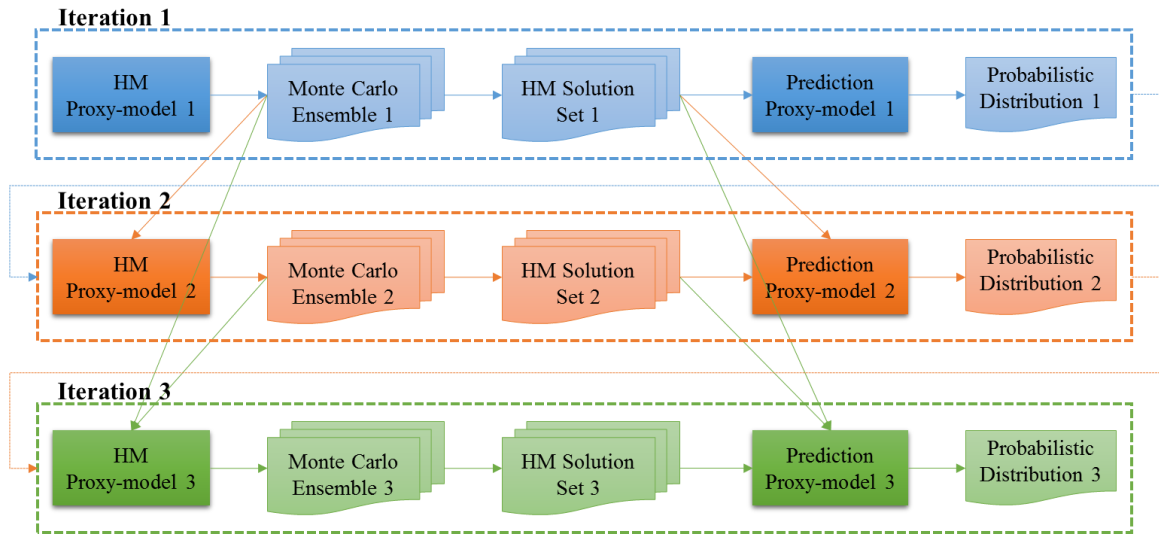 Iteration 1
HM
Proxy-model 1
Monte Carlo
Ensemble 1
HM Solution
Set 1
Prediction
Proxy-model 1
Probabilistic
Distribution 1
Iteration 2
HM
Proxy-model 2
Monte Carlo
Ensemble 2
HM Solution
Set 2
Prediction
Proxy-model 2
Probabilistic
Distribution 2
Iteration 3
HM
Proxy-model 3
Monte Carlo
Ensemble 3
HM Solution
Set 3
Prediction
Proxy-model 3
Probabilistic
Distribution 3